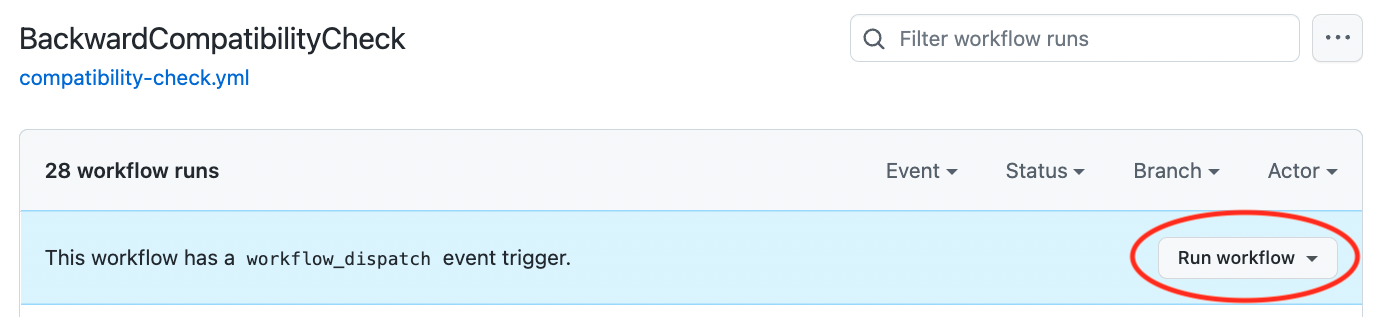 BackwardCompatibilityCheck
Filter workflow runs
compatibility-check.yml
28 workflow runs
Event
Status
Branch
Actor
This workflow has a workflow_dispatch event trigger.
Run workflow